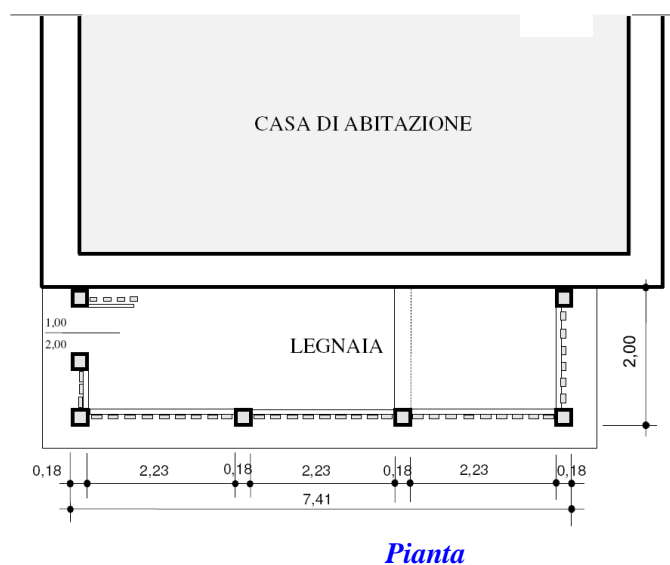 CASA DI ABITAZIONE
1,00
2,00
LEGNAIA
2,00
0,18 2,23 0,18 2,23 0,18 2,23 0,18
7,41
Pianta